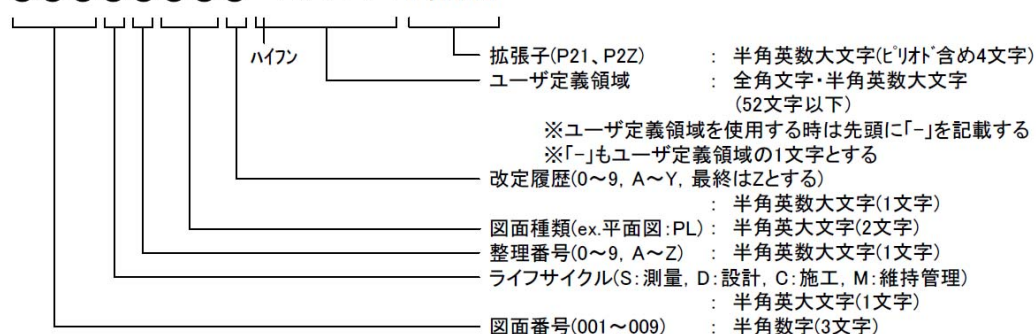 ハイフン
拡張子(P21、P2Z) : 半角英数大文字(ピリオド含め4文字)
ユーザ定義領域 : 全角文字・半角英数大文字
(52文字以下)
※ユーザ定義領域を使用する時は先頭に「-」を記載する
※「-」もユーザ定義領域の1文字とする
改定履歴(0～9, A～Y, 最終はZとする)
: 半角英数大文字(1文字)
図面種類(ex.平面図:PL) : 半角英大文字(2文字)
整理番号(0～9, A～Z) : 半角英数大文字(1文字)
ライフサイクル(S:測量, D:設計, C:施工, M:維持管理)
: 半角英大文字(1文字)
図面番号(001～009) : 半角数字(3文字)